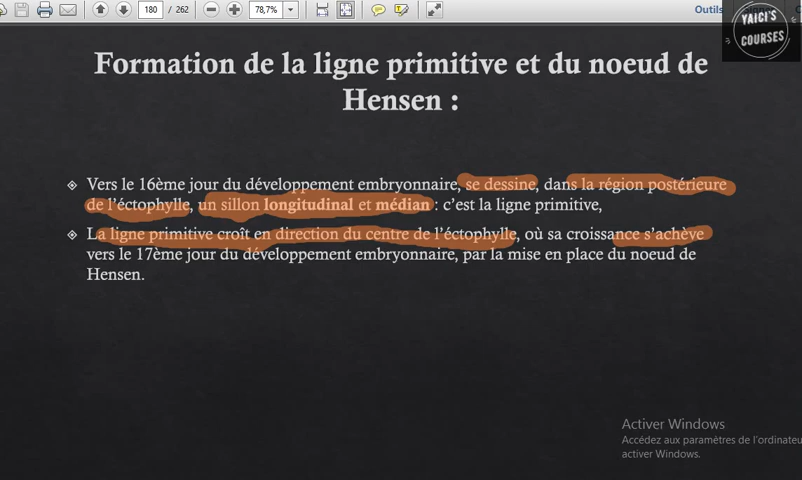 180 / 262
78,7%
Outils
YAICI'S
COURSES
Formation de la ligne primitive et du noeud de
Hensen :
Vers le 16ème jour du développement embryonnaire, se dessine, dans la région postérieure
de l'éctophylle, un sillon longitudinal et médian : c'est la ligne primitive,
La ligne primitive croît en direction du centre de l'éctophylle, où sa croissance s'achève
vers le 17ème jour du développement embryonnaire, par la mise en place du noeud de
Hensen.
Activer Windows
Accédez aux paramètres de l'ordinateu
activer Windows.